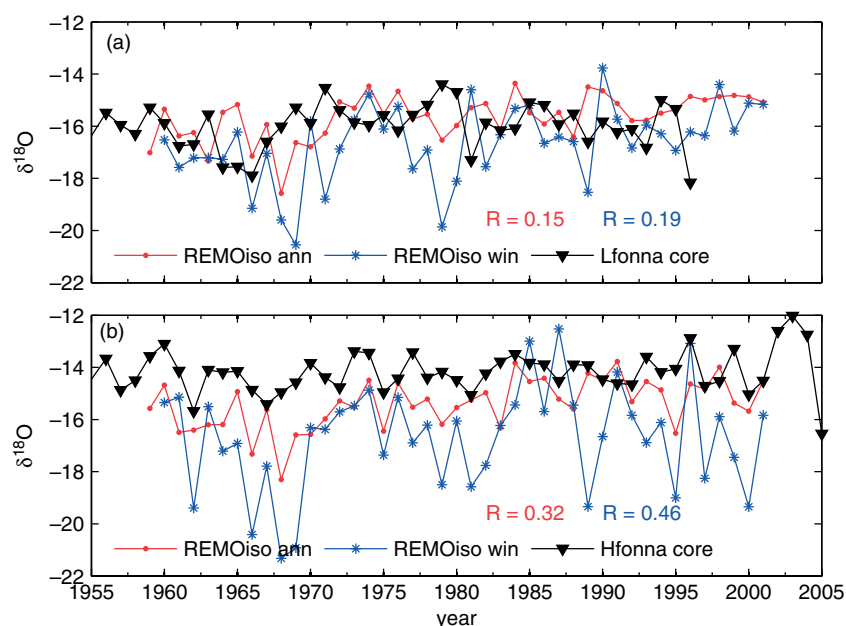 −12
(a)
−14
−16
δ18O
−18
R = 0.15 R = 0.19
−20
REMOiso ann REMOiso win Lfonna core
−22
−12
(b)
−14
−16
δ18O
−18
−20
R = 0.32 R = 0.46
REMOiso ann REMOiso win Hfonna core
−22
1955 1960 1965 1970 1975 1980 1985 1990 1995 2000 2005
year